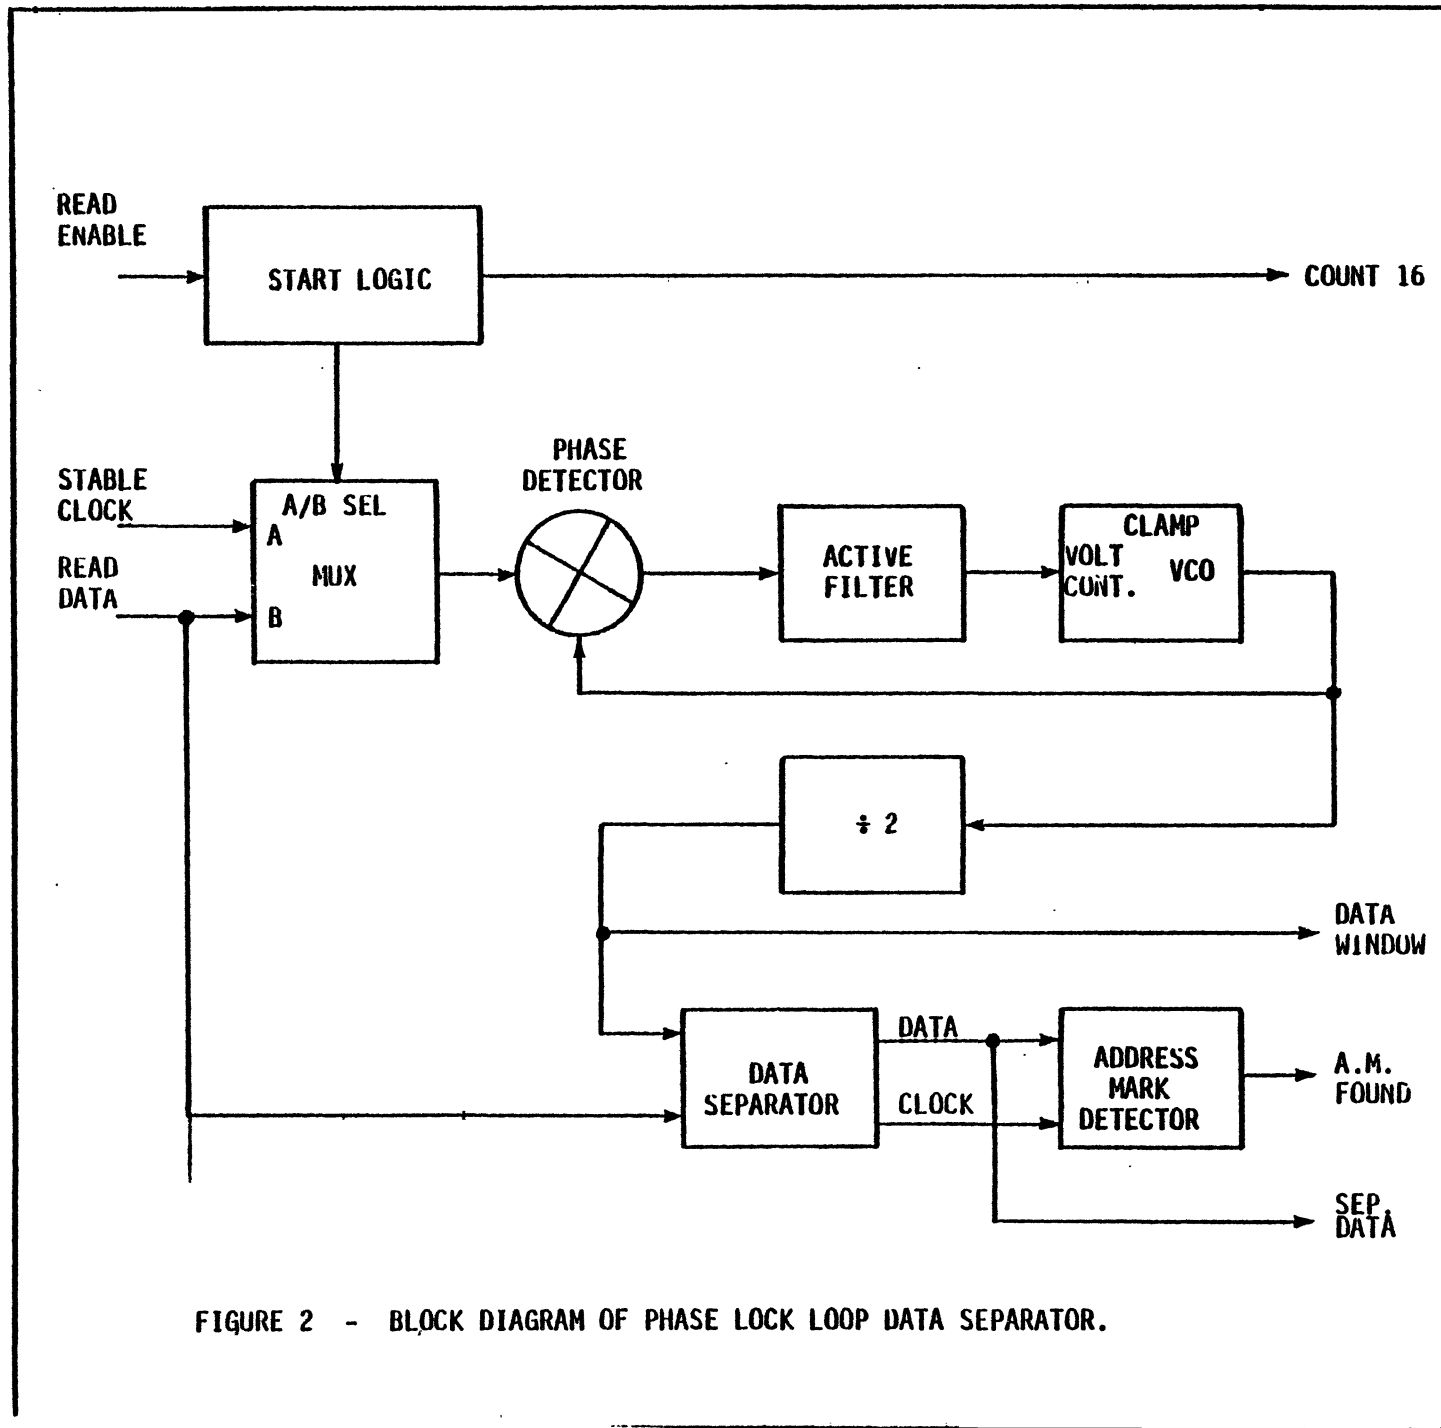 READ
ENABLE
START LOGIC
COUNT 16
STABLE
CLOCK
READ
DATA
A/B SEL
A
MUX
B
PHASE
DETECTOR
ACTIVE
FILTER
CLAMP
VOLT
CONT.
VCO
÷ 2
DATA
WINDOW
DATA
SEPARATOR
DATA
CLOCK
ADDRESS
MARK
DETECTOR
A.M.
FOUND
SEP.
DATA
FIGURE 2 - BLOCK DIAGRAM OF PHASE LOCK LOOP DATA SEPARATOR.